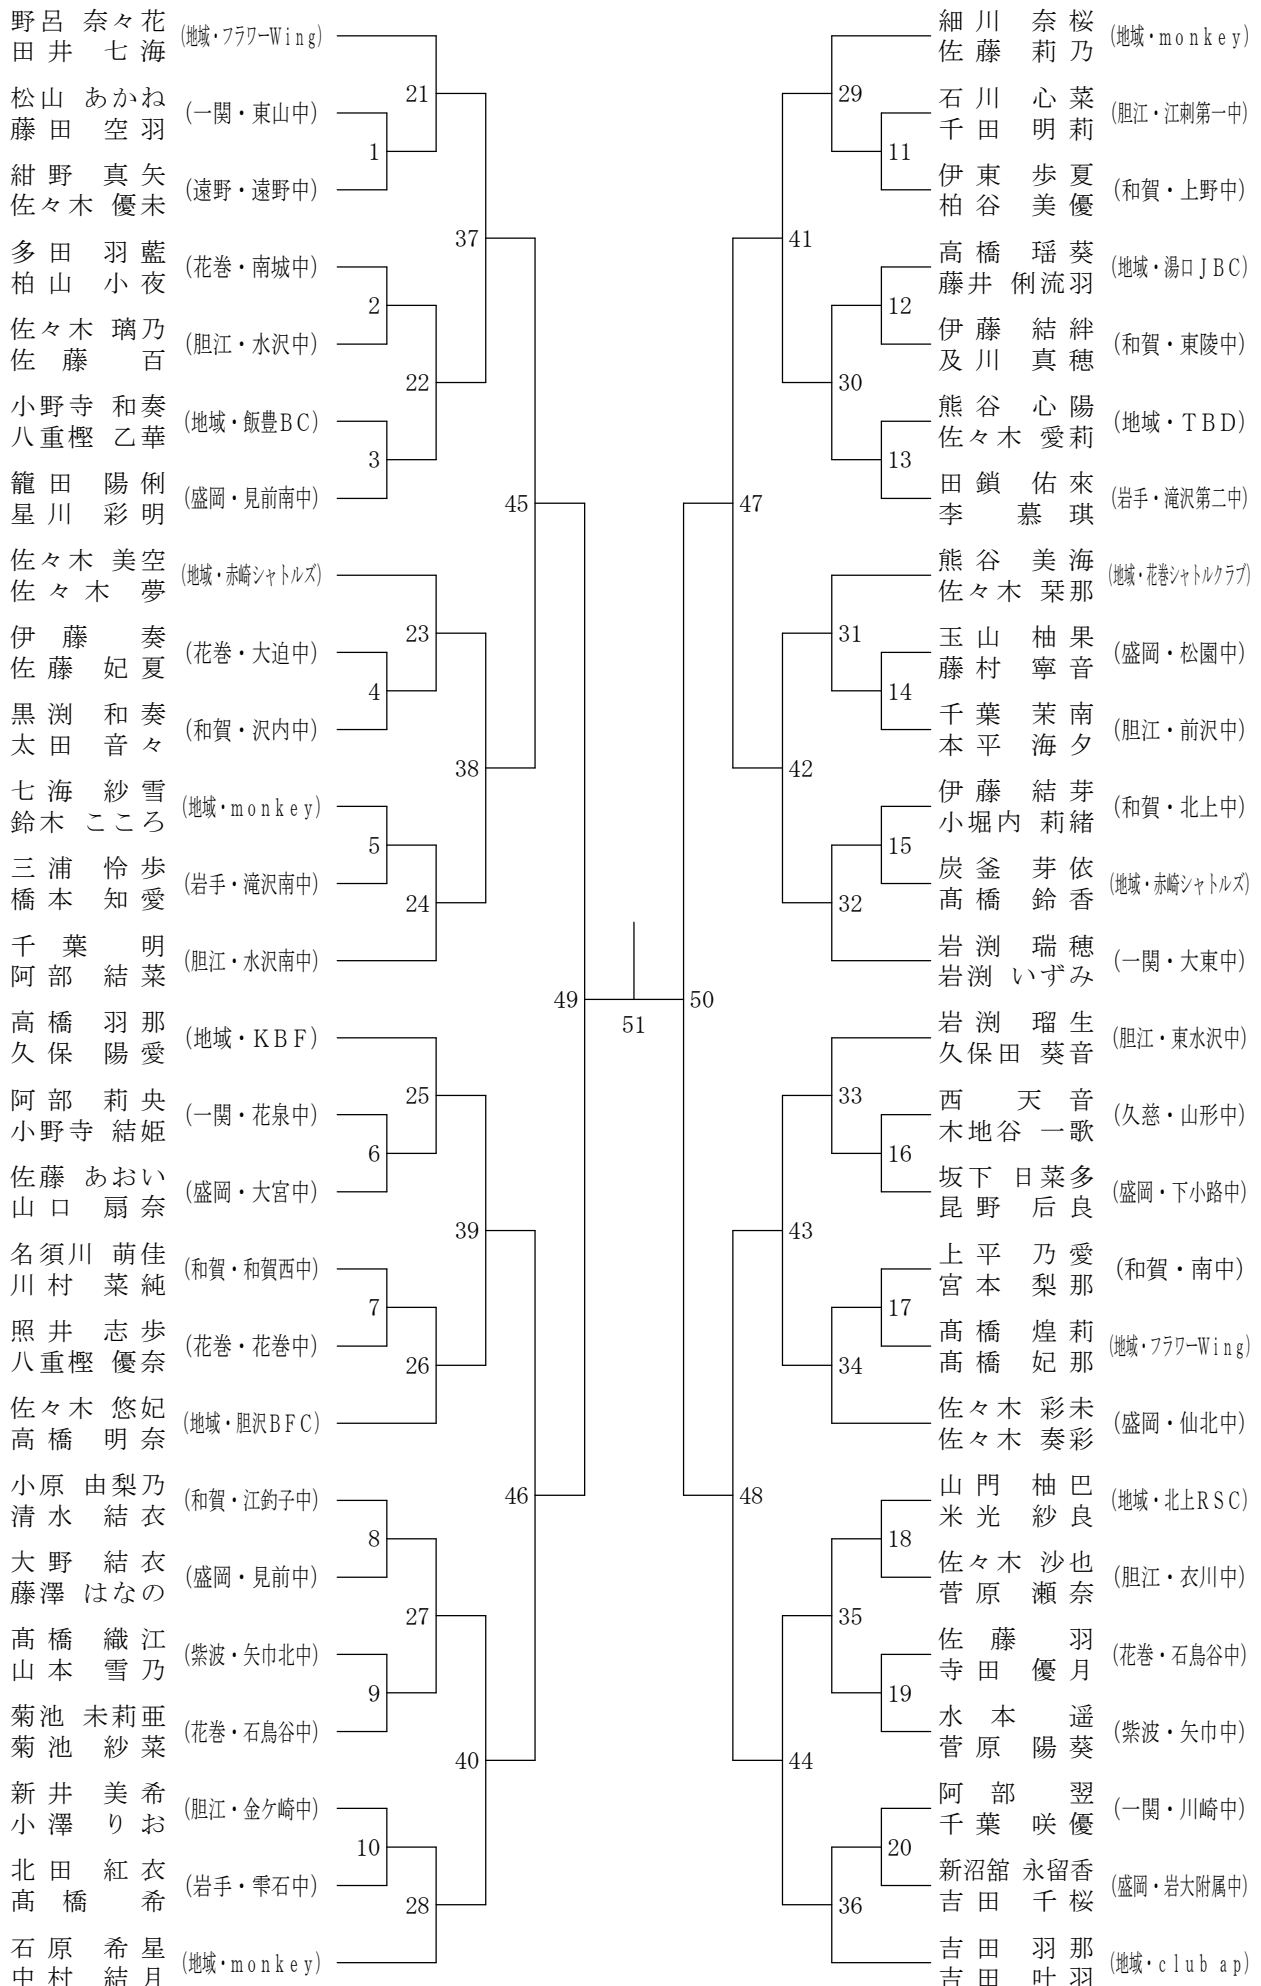 野呂 奈々花
田井 七海
(地域・フラワーWing)
21
松山 あかね
藤田 空羽
(一関・東山中)
1
紺野 真矢
佐々木 優未
(遠野・遠野中)
37
多田 羽藍
柏山 小夜
(花巻・南城中)
2
佐々木 璃乃
佐藤 百
(胆江・水沢中)
22
小野寺 和奏
八重樫 乙華
(地域・飯豊BC)
3
籠田 陽俐
星川 彩明
(盛岡・見前南中)
45
佐々木 美空
佐々木 夢
(地域・赤崎シャトルズ)
23
伊藤 奏
佐藤 妃夏
(花巻・大迫中)
4
黒渕 和奏
太田 音々
(和賀・沢内中)
38
七海 紗雪
鈴木 こころ
(地域・monkey)
5
三浦 怜歩
橋本 知愛
(岩手・滝沢南中)
24
千葉 明
阿部 結菜
(胆江・水沢南中)
49
高橋 羽那
久保 陽愛
(地域・KBF)
25
阿部 莉央
小野寺 結姫
(一関・花泉中)
6
佐藤 あおい
山口 扇奈
(盛岡・大宮中)
39
名須川 萌佳
川村 菜純
(和賀・和賀西中)
7
照井 志歩
八重樫 優奈
(花巻・花巻中)
26
佐々木 悠妃
高橋 明奈
(地域・胆沢BFC)
46
小原 由梨乃
清水 結衣
(和賀・江釣子中)
8
大野 結衣
藤澤 はなの
(盛岡・見前中)
27
髙橋 織江
山本 雪乃
(紫波・矢巾北中)
9
菊池 未莉亜
菊池 紗菜
(花巻・石鳥谷中)
40
新井 美希
小澤 りお
(胆江・金ケ崎中)
10
北田 紅衣
髙橋 希
(岩手・雫石中)
28
石原 希星
中村 結月
(地域・monkey)
51
細川 奈桜
佐藤 莉乃
(地域・monkey)
29
石川 心菜
千田 明莉
(胆江・江刺第一中)
11
伊東 歩夏
柏谷 美優
(和賀・上野中)
41
高橋 瑶葵
藤井 俐流羽
(地域・湯口JBC)
12
伊藤 結絆
及川 真穂
(和賀・東陵中)
30
熊谷 心陽
佐々木 愛莉
(地域・TBD)
13
田鎖 佑來
李 慕琪
(岩手・滝沢第二中)
47
熊谷 美海
佐々木 栞那
(地域・花巻シャトルクラブ)
31
玉山 柚果
藤村 寧音
(盛岡・松園中)
14
千葉 茉南
本平 海夕
(胆江・前沢中)
42
伊藤 結芽
小堀内 莉緒
(和賀・北上中)
15
炭釜 芽依
髙橋 鈴香
(地域・赤崎シャトルズ)
32
岩渕 瑞穂
岩渕 いずみ
(一関・大東中)
50
岩渕 瑠生
久保田 葵音
(胆江・東水沢中)
33
西 天音
木地谷 一歌
(久慈・山形中)
16
坂下 日菜多
昆野 后良
(盛岡・下小路中)
43
上平 乃愛
宮本 梨那
(和賀・南中)
17
髙橋 煌莉
髙橋 妃那
(地域・フラワーWing)
34
佐々木 彩未
佐々木 奏彩
(盛岡・仙北中)
48
山門 柚巴
米光 紗良
(地域・北上RSC)
18
佐々木 沙也
菅原 瀬奈
(胆江・衣川中)
35
佐藤 羽
寺田 優月
(花巻・石鳥谷中)
19
水本 遥
菅原 陽葵
(紫波・矢巾中)
44
阿部 翌
千葉 咲優
(一関・川崎中)
20
新沼舘 永留香
吉田 千桜
(盛岡・岩大附属中)
36
吉田 羽那
吉田 叶羽
(地域・club ap)